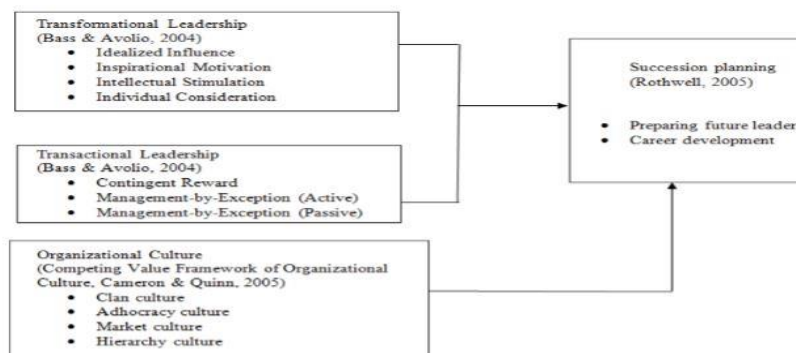 Transformational Leadership
(Bass & Avolio, 2004)
• Idealized Influence
• Inspirational Motivation
• Intellectual Stimulation
• Individual Consideration
Transactional Leadership
(Bass & Avolio, 2004)
• Contingent Reward
• Management-by-Exception (Active)
• Management-by-Exception (Passive)
Organizational Culture
(Competing Value Framework of Organizational
Culture, Cameron & Quinn, 2005)
• Clan culture
• Adhocracy culture
• Market culture
• Hierarchy culture
Succession planning
(Rothwell, 2005)
• Preparing future leader
• Career development